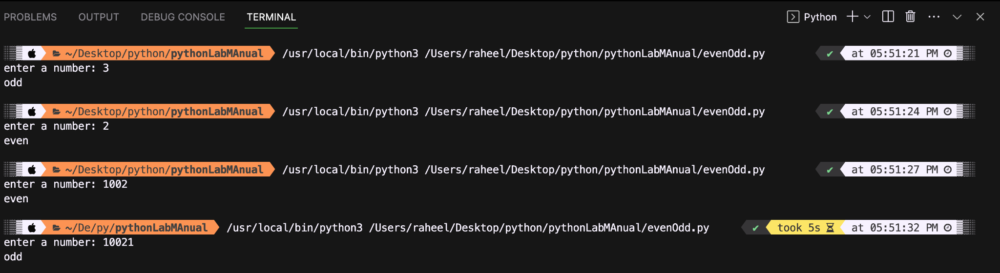 PROBLEMS OUTPUT DEBUG CONSOLE TERMINAL Python
~/Desktop/python/pythonLabMAnual /usr/local/bin/python3 /Users/raheel/Desktop/python/pythonLabMAnual/evenOdd.py ✔ at 05:51:21 PM
enter a number: 3
odd
~/Desktop/python/pythonLabMAnual /usr/local/bin/python3 /Users/raheel/Desktop/python/pythonLabMAnual/evenOdd.py ✔ at 05:51:24 PM
enter a number: 2
even
~/Desktop/python/pythonLabMAnual /usr/local/bin/python3 /Users/raheel/Desktop/python/pythonLabMAnual/evenOdd.py ✔ at 05:51:27 PM
enter a number: 1002
even
~/De/py/pythonLabMAnual /usr/local/bin/python3 /Users/raheel/Desktop/python/pythonLabMAnual/evenOdd.py ✔ took 5s at 05:51:32 PM
enter a number: 10021
odd